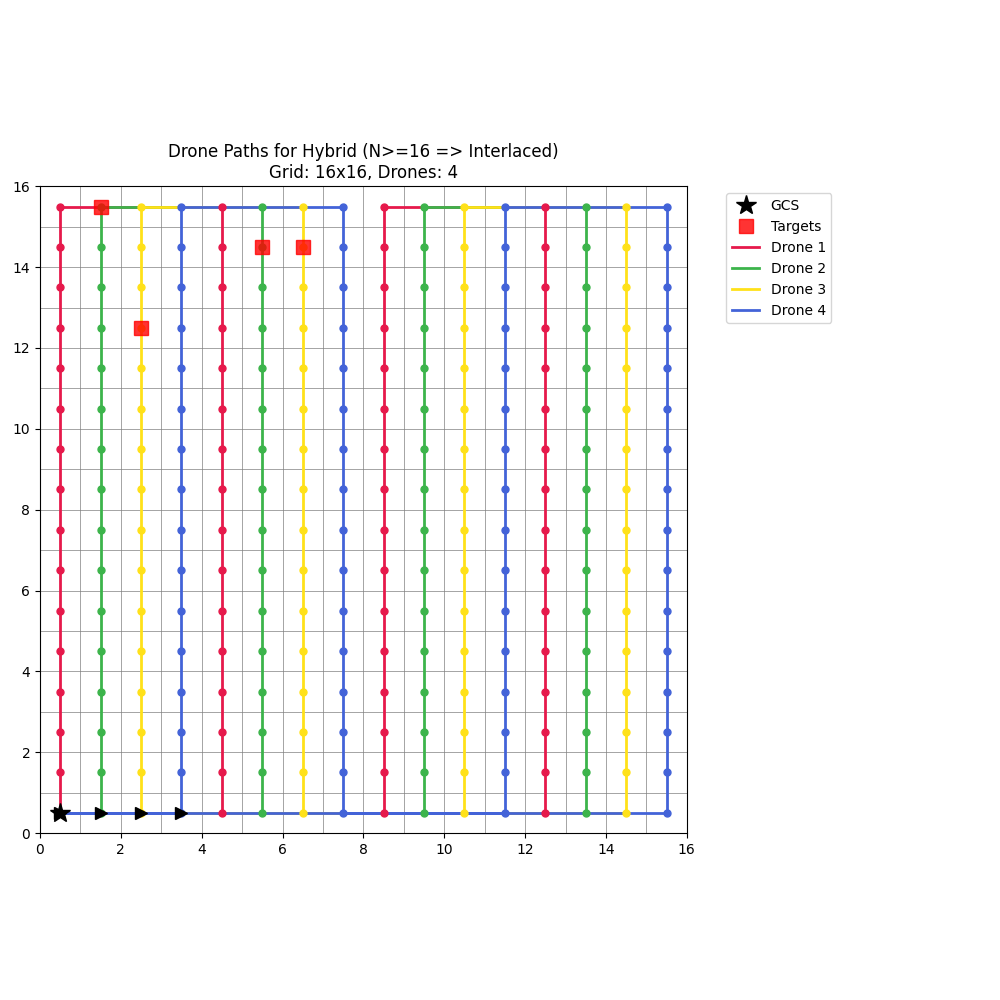 Drone Paths for Hybrid (N>=16 => Interlaced)
Grid: 16x16, Drones: 4
GCS
Targets
Drone 1
Drone 2
Drone 3
Drone 4
16
14
12
10
8
6
4
2
0
0 2 4 6 8 10 12 14 16